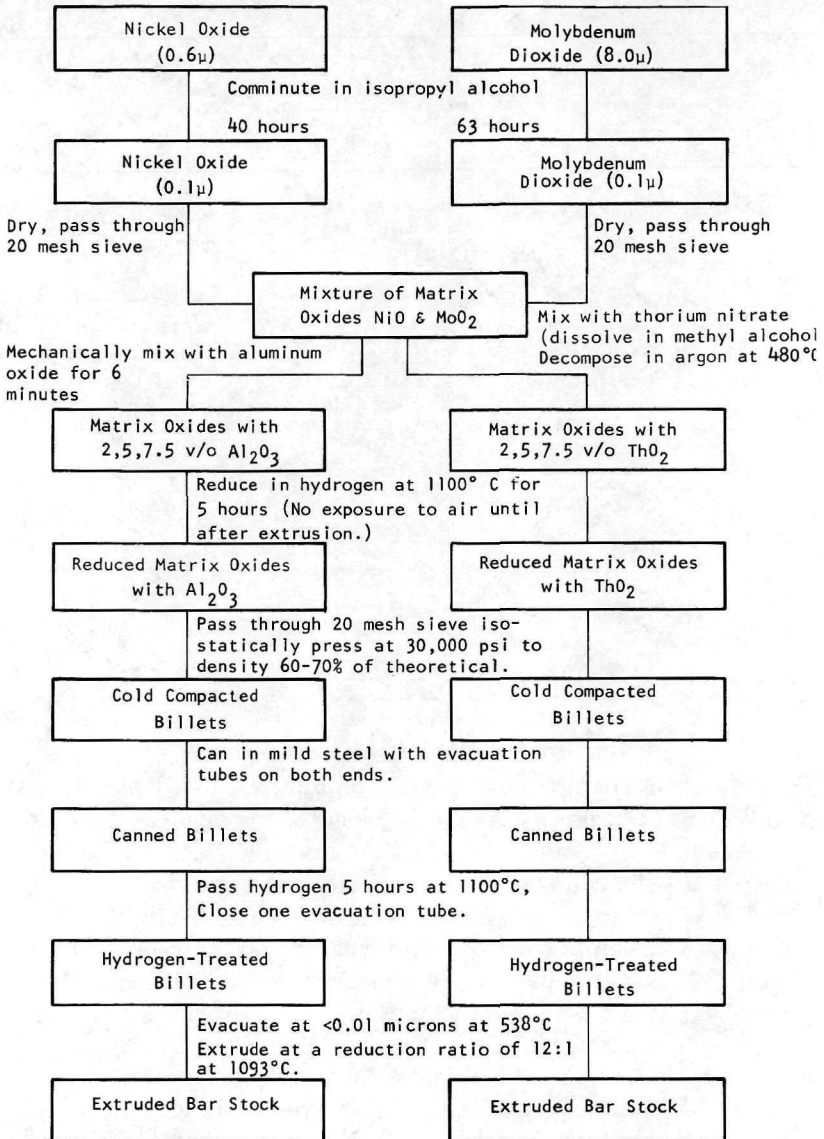 Nickel Oxide
(0.6μ)
Molybdenum
Dioxide (8.0μ)
Comminute in isopropyl alcohol
40 hours
63 hours
Nickel Oxide
(0.1μ)
Molybdenum
Dioxide (0.1μ)
Dry, pass through
20 mesh sieve
Dry, pass through
20 mesh sieve
Mixture of Matrix
Oxides NiO & MoO₂
Mechanically mix with aluminum
oxide for 6
minutes
Mix with thorium nitrate
(dissolve in methyl alcohol
Decompose in argon at 480°C
Matrix Oxides with
2,5,7.5 v/o Al₂O₃
Matrix Oxides with
2,5,7.5 v/o ThO₂
Reduce in hydrogen at 1100° C for
5 hours (No exposure to air until
after extrusion.)
Reduced Matrix Oxides
with Al₂O₃
Reduced Matrix Oxides
with ThO₂
Pass through 20 mesh sieve iso-
statically press at 30,000 psi to
density 60-70% of theoretical.
Cold Compacted
Billets
Cold Compacted
Billets
Can in mild steel with evacuation
tubes on both ends.
Canned Billets
Canned Billets
Pass hydrogen 5 hours at 1100°C,
Close one evacuation tube.
Hydrogen-Treated
Billets
Hydrogen-Treated
Billets
Evacuate at <0.01 microns at 538°C
Extrude at a reduction ratio of 12:1
at 1093°C.
Extruded Bar Stock
Extruded Bar Stock